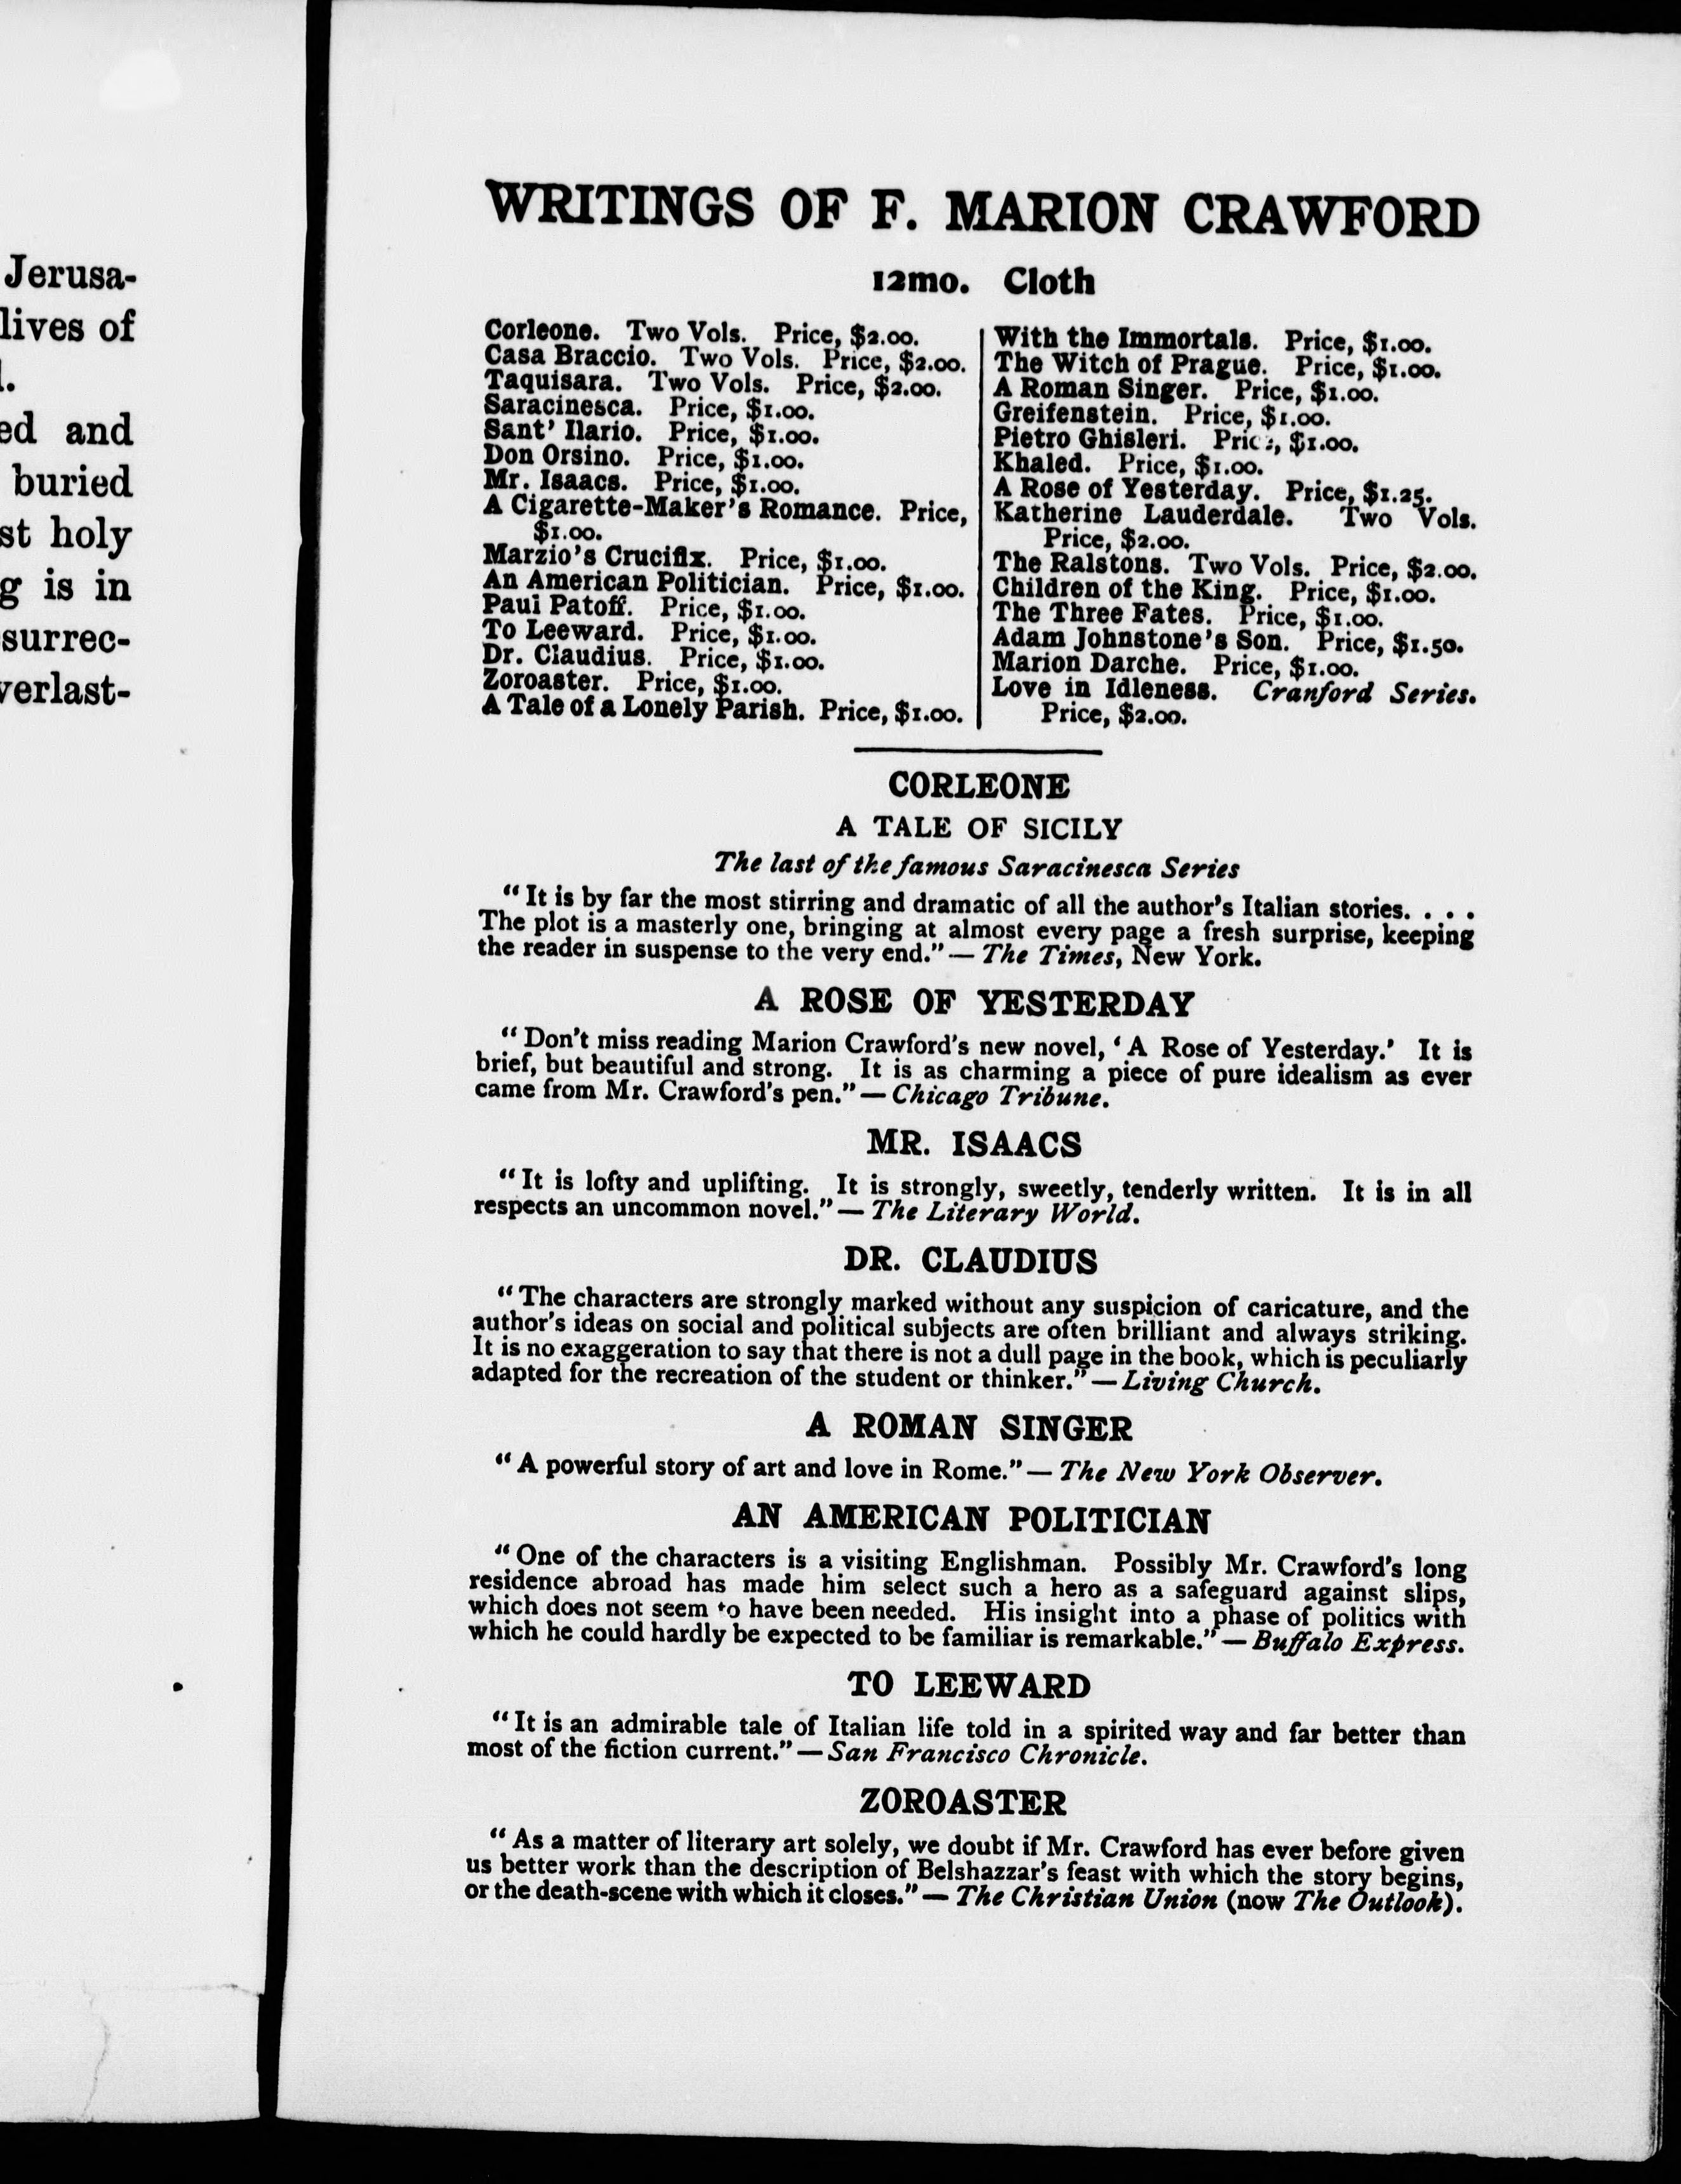 Jerusa-
lives of
ed and
buried
st holy
g is in
surrec-
verlast-
WRITINGS OF F. MARION CRAWFORD
12mo. Cloth
Corleone. Two Vols. Price, $2.00.
Casa Braccio. Two Vols. Price, $2.00.
Taquisara. Two Vols. Price, $2.00.
Saracinesca. Price, $1.00.
Sant' Ilario. Price, $1.00.
Don Orsino. Price, $1.00.
Mr. Isaacs. Price, $1.00.
A Cigarette-Maker's Romance. Price,
$1.00.
Marzio's Crucifix. Price, $1.00.
An American Politician. Price, $1.00.
Paul Patoff. Price, $1.00.
To Leeward. Price, $1.00.
Dr. Claudius. Price, $1.00.
Zoroaster. Price, $1.00.
A Tale of a Lonely Parish. Price, $1.00.
With the Immortals. Price, $1.00.
The Witch of Prague. Price, $1.00.
A Roman Singer. Price, $1.00.
Greifenstein. Price, $1.00.
Pietro Ghisleri. Price, $1.00.
Khaled. Price, $1.00.
A Rose of Yesterday. Price, $1.25.
Katherine Lauderdale. Two Vols.
Price, $2.00.
The Ralstons. Two Vols. Price, $2.00.
Children of the King. Price, $1.00.
The Three Fates. Price, $1.00.
Adam Johnstone's Son. Price, $1.50.
Marion Darche. Price, $1.00.
Love in Idleness. Cranford Series.
Price, $2.00.
CORLEONE
A TALE OF SICILY
The last of the famous Saracinesca Series
"It is by far the most stirring and dramatic of all the author's Italian stories. . . .
The plot is a masterly one, bringing at almost every page a fresh surprise, keeping
the reader in suspense to the very end."—The Times, New York.
A ROSE OF YESTERDAY
"Don't miss reading Marion Crawford's new novel, 'A Rose of Yesterday.' It is
brief, but beautiful and strong. It is as charming a piece of pure idealism as ever
came from Mr. Crawford's pen."—Chicago Tribune.
MR. ISAACS
"It is lofty and uplifting. It is strongly, sweetly, tenderly written. It is in all
respects an uncommon novel."—The Literary World.
DR. CLAUDIUS
"The characters are strongly marked without any suspicion of caricature, and the
author's ideas on social and political subjects are often brilliant and always striking.
It is no exaggeration to say that there is not a dull page in the book, which is peculiarly
adapted for the recreation of the student or thinker."—Living Church.
A ROMAN SINGER
"A powerful story of art and love in Rome."—The New York Observer.
AN AMERICAN POLITICIAN
"One of the characters is a visiting Englishman. Possibly Mr. Crawford's long
residence abroad has made him select such a hero as a safeguard against slips,
which does not seem to have been needed. His insight into a phase of politics with
which he could hardly be expected to be familiar is remarkable."—Buffalo Express.
TO LEEWARD
"It is an admirable tale of Italian life told in a spirited way and far better than
most of the fiction current."—San Francisco Chronicle.
ZOROASTER
"As a matter of literary art solely, we doubt if Mr. Crawford has ever before given
us better work than the description of Belshazzar's feast with which the story begins,
or the death-scene with which it closes."—The Christian Union (now The Outlook).